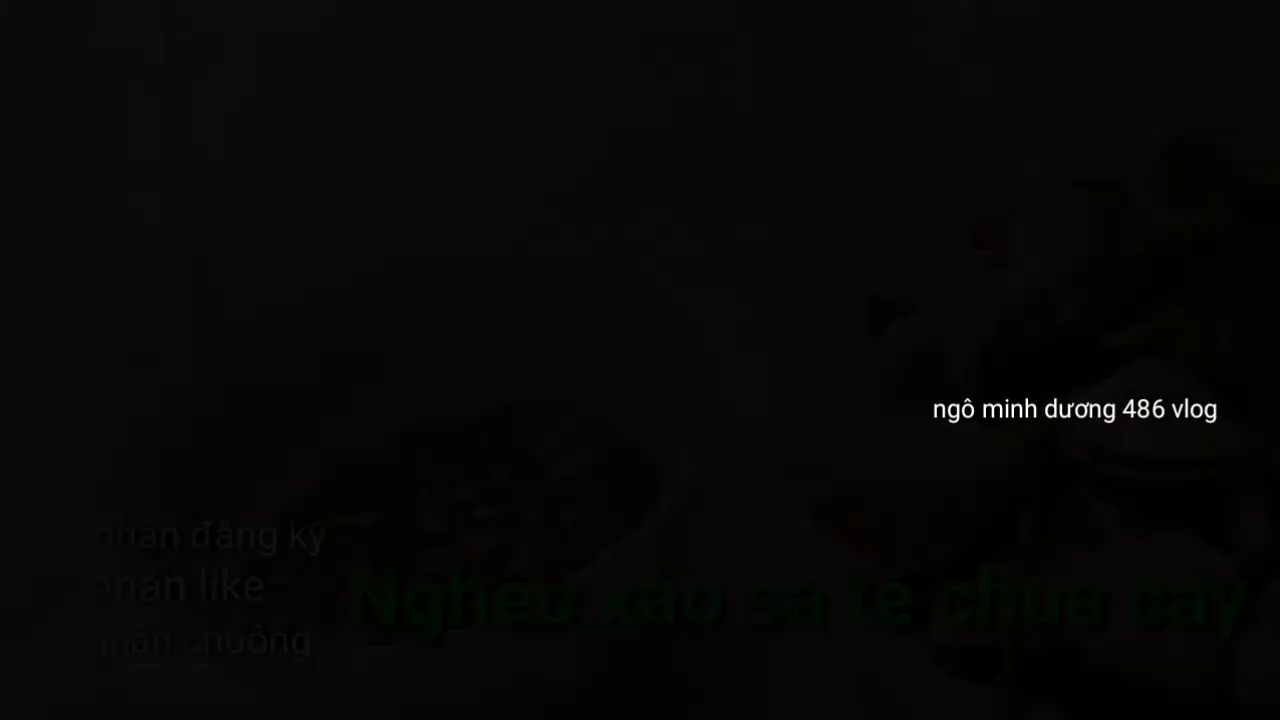 ngô minh dương 486 vlog
nhấn đăng ký
nhấn like
nhấn chuông
Nghêu xào sa tế chua cay